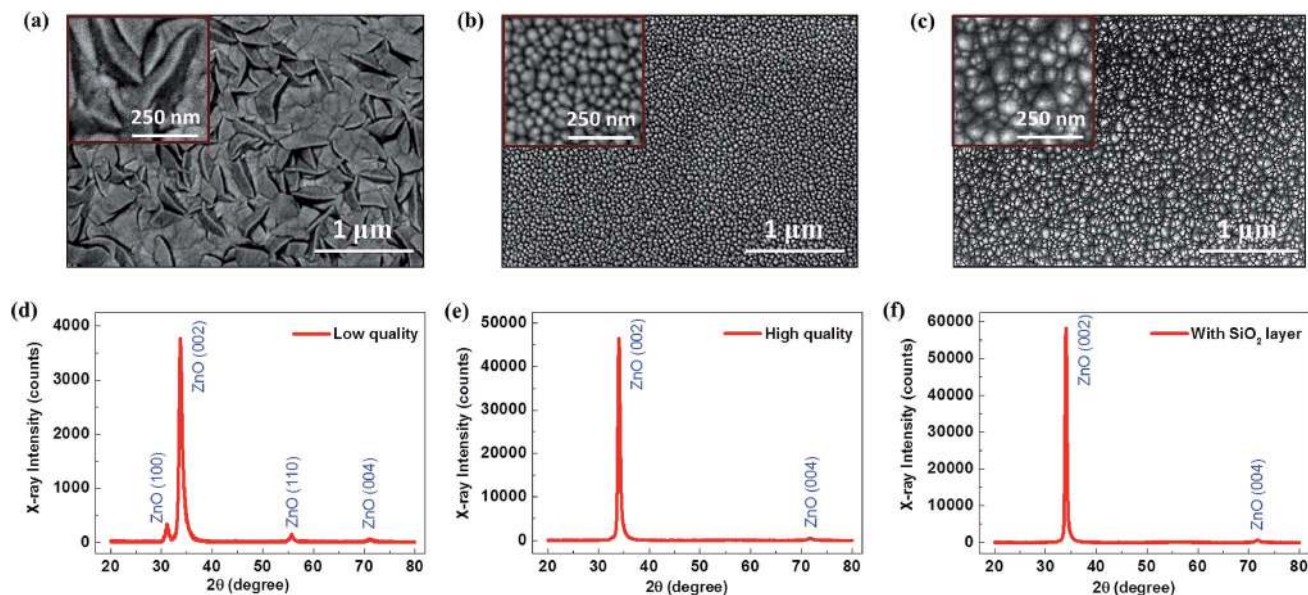 (a)
250 nm
1 µm
(b)
250 nm
1 µm
(c)
250 nm
1 µm
(d)
X-ray Intensity (counts)
4000
3000
2000
1000
0
20 30 40 50 60 70 80
2θ (degree)
Low quality
ZnO (100)
ZnO (002)
ZnO (110)
ZnO (004)
(e)
X-ray Intensity (counts)
50000
40000
30000
20000
10000
0
20 30 40 50 60 70 80
2θ (degree)
High quality
ZnO (002)
ZnO (004)
(f)
X-ray Intensity (counts)
60000
50000
40000
30000
20000
10000
0
20 30 40 50 60 70 80
2θ (degree)
With SiO₂ layer
ZnO (002)
ZnO (004)